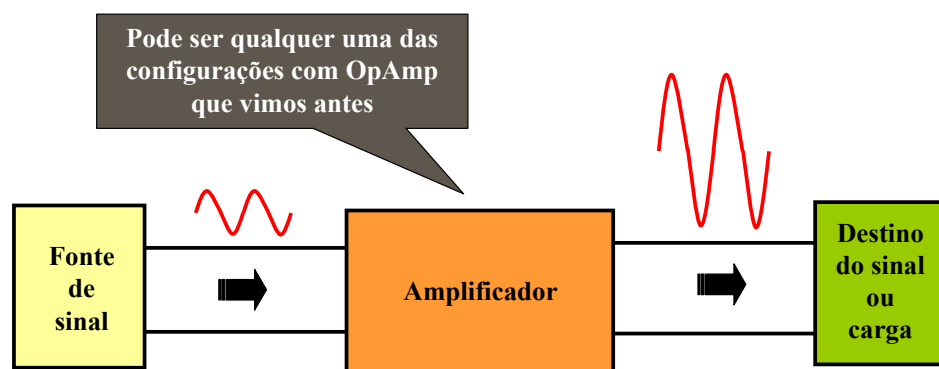 Pode ser qualquer uma das
configurações com OpAmp
que vimos antes
Fonte
de
sinal
Amplificador
Destino
do sinal
ou
carga